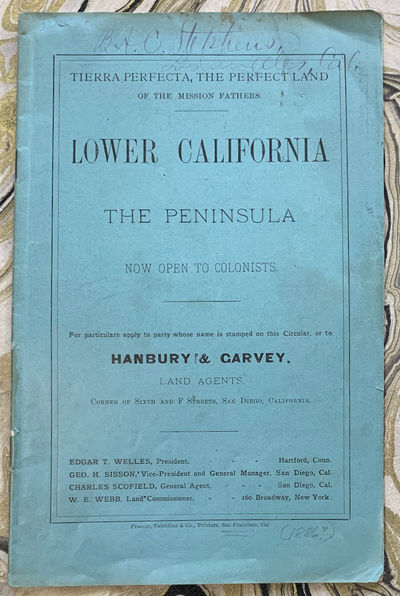 A. C. Stephens,
Cal.
TIERRA PERFECTA, THE PERFECT LAND
OF THE MISSION FATHERS.
LOWER CALIFORNIA
THE PENINSULA
NOW OPEN TO COLONISTS.
For particulars apply to party whose name is stamped on this Circular, or to
HANBURY & GARVEY,
LAND AGENTS,
CORNER OF SIXTH AND F STREETS, SAN DIEGO, CALIFORNIA.
EDGAR T. WELLES, President, - - Hartford, Conn.
GEO. H. SISSON, Vice-President and General Manager, San Diego, Cal.
CHARLES SCOFIELD, General Agent, - - - San Diego, Cal.
W. E. WEBB, Land Commissioner, - - 160 Broadway, New York.
Francis, Valentine & Co., Printers, San Francisco, Cal
(1886?)